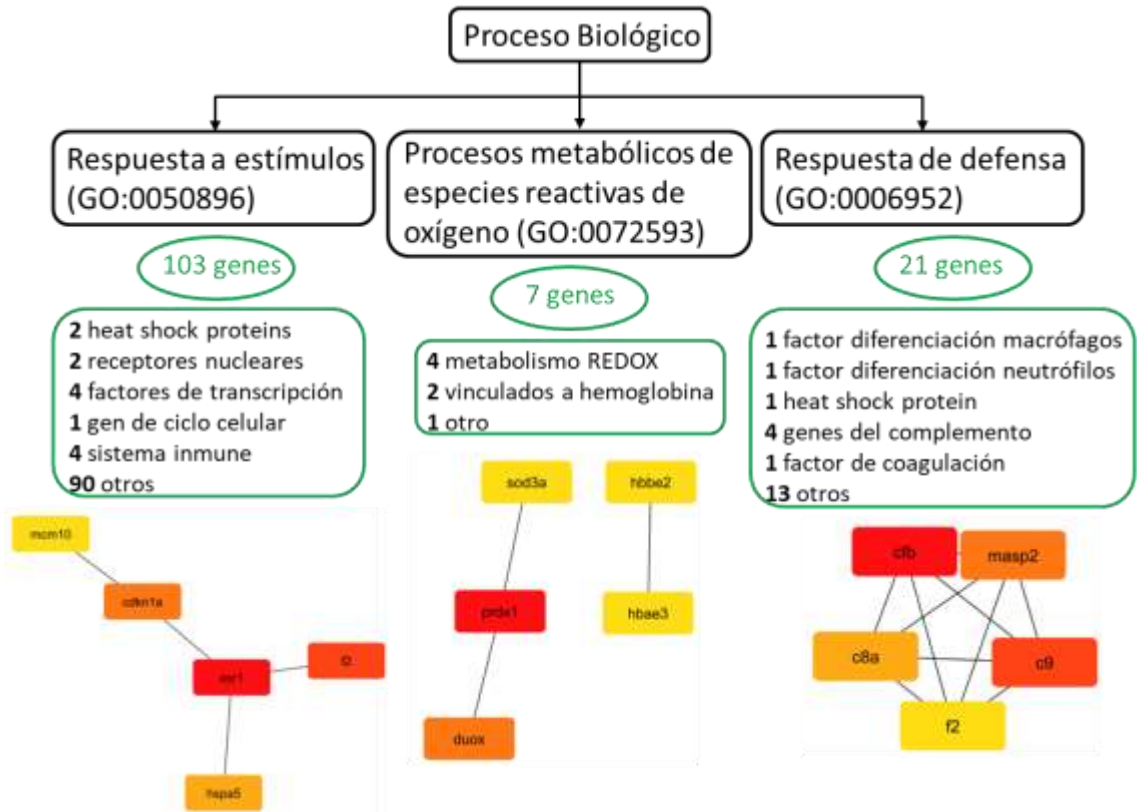 Proceso Biológico
Respuesta a estímulos
(GO:0050896)
103 genes
2 heat shock proteins
2 receptores nucleares
4 factores de transcripción
1 gen de ciclo celular
4 sistema inmune
90 otros
mcm10
cdkn1a
esr1
f2
hspa5
Procesos metabólicos de
especies reactivas de
oxígeno (GO:0072593)
7 genes
4 metabolismo REDOX
2 vinculados a hemoglobina
1 otro
sod3a
hbbe2
prdx1
hbae3
duox
Respuesta de defensa
(GO:0006952)
21 genes
1 factor diferenciación macrófagos
1 factor diferenciación neutrófilos
1 heat shock protein
4 genes del complemento
1 factor de coagulación
13 otros
cfb
masp2
c8a
c9
f2